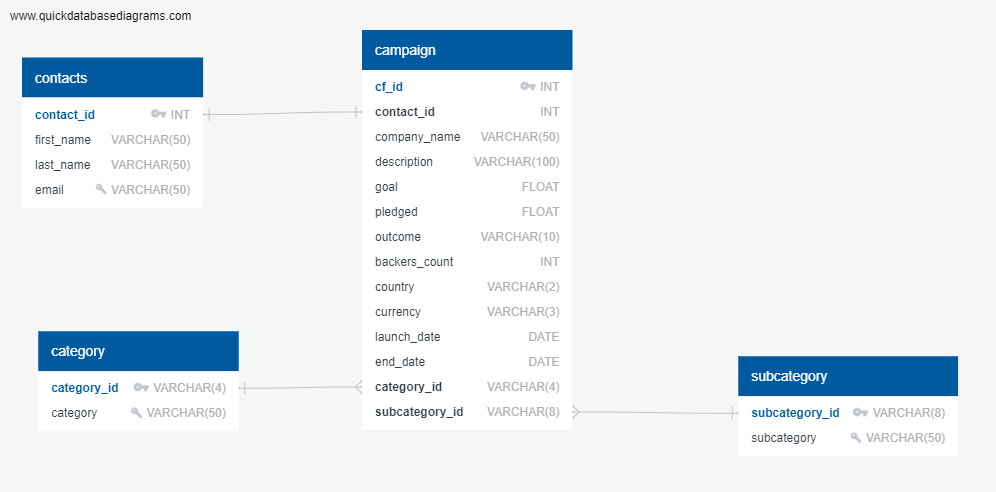 www.quickdatabasediagrams.com
contacts
contact_id INT
first_name VARCHAR(50)
last_name VARCHAR(50)
email VARCHAR(50)
campaign
cf_id INT
contact_id INT
company_name VARCHAR(50)
description VARCHAR(100)
goal FLOAT
pledged FLOAT
outcome VARCHAR(10)
backers_count INT
country VARCHAR(2)
currency VARCHAR(3)
launch_date DATE
end_date DATE
category_id VARCHAR(4)
subcategory_id VARCHAR(8)
category
category_id VARCHAR(4)
category VARCHAR(50)
subcategory
subcategory_id VARCHAR(8)
subcategory VARCHAR(50)